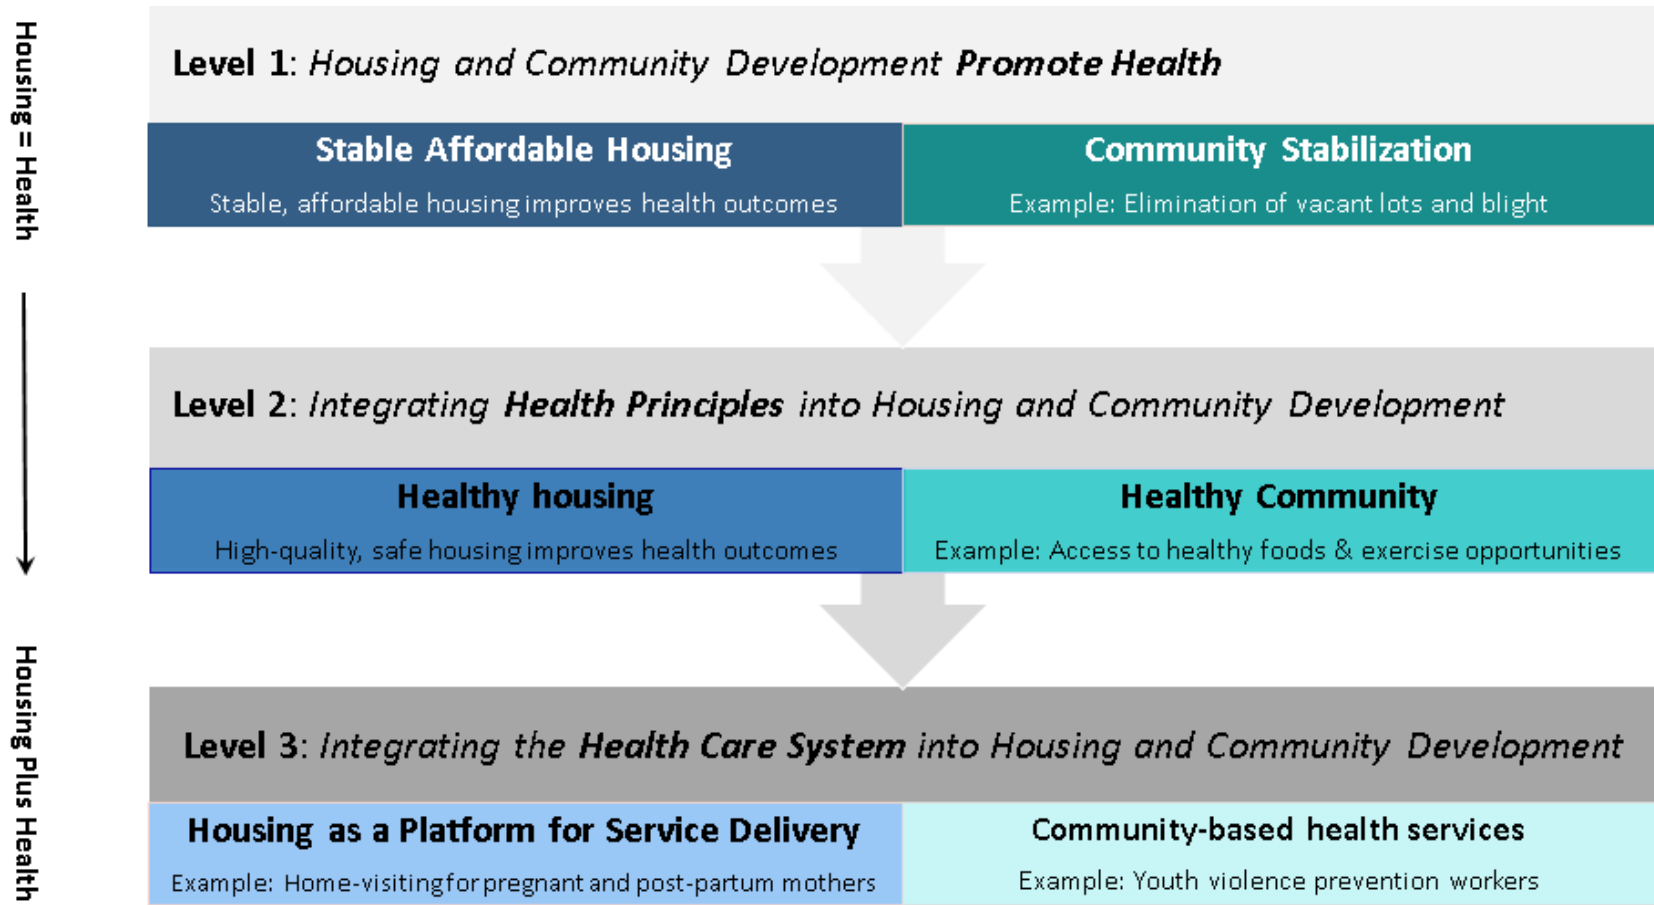 Housing = Health
Level 1: Housing and Community Development Promote Health
Stable Affordable Housing
Stable, affordable housing improves health outcomes
Community Stabilization
Example: Elimination of vacant lots and blight
Level 2: Integrating Health Principles into Housing and Community Development
Healthy housing
High-quality, safe housing improves health outcomes
Healthy Community
Example: Access to healthy foods & exercise opportunities
Housing Plus Health
Level 3: Integrating the Health Care System into Housing and Community Development
Housing as a Platform for Service Delivery
Example: Home-visiting for pregnant and post-partum mothers
Community-based health services
Example: Youth violence prevention workers